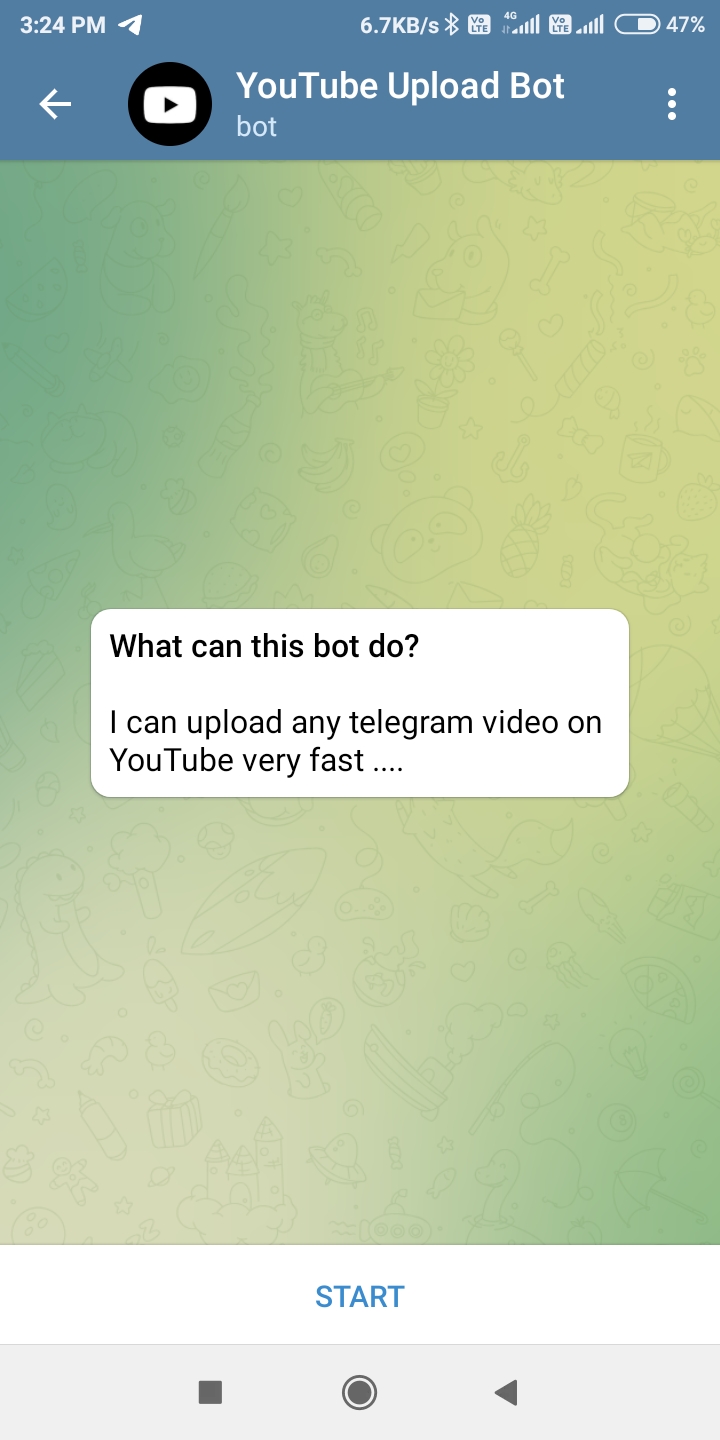 3:24 PM 6.7KB/s Vo LTE 4G Vo LTE 47%
YouTube Upload Bot
bot
What can this bot do?
I can upload any telegram video on
YouTube very fast ....
START